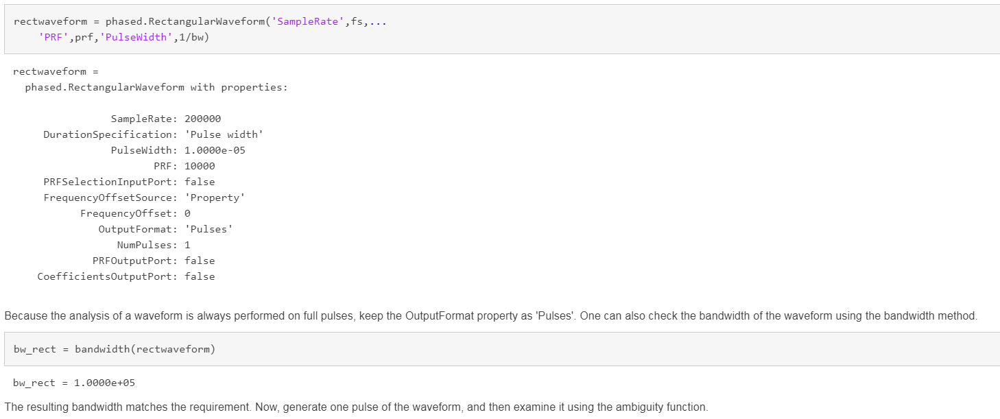 rectwaveform = phased.RectangularWaveform('SampleRate',fs,...
    'PRF',prf,'PulseWidth',1/bw)
rectwaveform =
  phased.RectangularWaveform with properties:
SampleRate: 200000
DurationSpecification: 'Pulse width'
PulseWidth: 1.0000e-05
PRF: 10000
PRFSelectionInputPort: false
FrequencyOffsetSource: 'Property'
FrequencyOffset: 0
OutputFormat: 'Pulses'
NumPulses: 1
PRFOutputPort: false
CoefficientsOutputPort: false
Because the analysis of a waveform is always performed on full pulses, keep the OutputFormat property as 'Pulses'. One can also check the bandwidth of the waveform using the bandwidth method.
bw_rect = bandwidth(rectwaveform)
bw_rect = 1.0000e+05
The resulting bandwidth matches the requirement. Now, generate one pulse of the waveform, and then examine it using the ambiguity function.